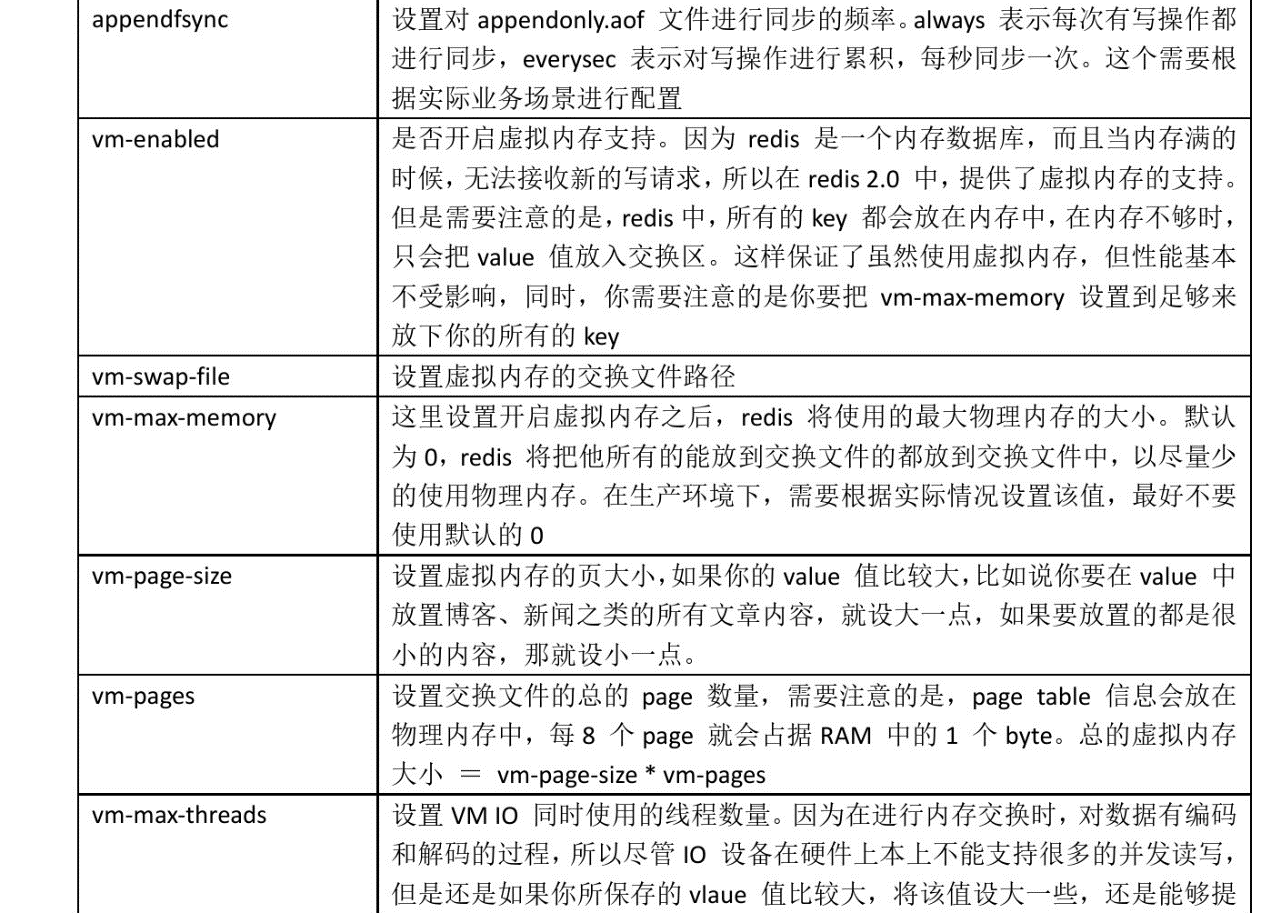 appendfsync
设置对 appendonly.aof 文件进行同步的频率。always 表示每次有写操作都
进行同步，everysec 表示对写操作进行累积，每秒同步一次。这个需要根
据实际业务场景进行配置
vm-enabled
是否开启虚拟内存支持。因为 redis 是一个内存数据库，而且当内存满的
时候，无法接收新的写请求，所以在 redis 2.0 中，提供了虚拟内存的支持。
但是需要注意的是，redis 中，所有的 key 都会放在内存中，在内存不够时，
只会把 value 值放入交换区。这样保证了虽然使用虚拟内存，但性能基本
不受影响，同时，你需要注意的是你要把 vm-max-memory 设置到足够来
放下你的所有的 key
vm-swap-file
设置虚拟内存的交换文件路径
vm-max-memory
这里设置开启虚拟内存之后，redis 将使用的最大物理内存的大小。默认
为 0，redis 将把他所有的能放到交换文件的都放到交换文件中，以尽量少
的使用物理内存。在生产环境下，需要根据实际情况设置该值，最好不要
使用默认的 0
vm-page-size
设置虚拟内存的页大小，如果你的 value 值比较大，比如说你要在 value 中
放置博客、新闻之类的所有文章内容，就设大一点，如果要放置的都是很
小的内容，那就设小一点。
vm-pages
设置交换文件的总的 page 数量，需要注意的是，page table 信息会放在
物理内存中，每 8 个 page 就会占据 RAM 中的 1 个 byte。总的虚拟内存
大小 ＝ vm-page-size * vm-pages
vm-max-threads
设置 VM IO 同时使用的线程数量。因为在进行内存交换时，对数据有编码
和解码的过程，所以尽管 IO 设备在硬件上本上不能支持很多的并发读写，
但是还是如果你所保存的 vlaue 值比较大，将该值设大一些，还是能够提